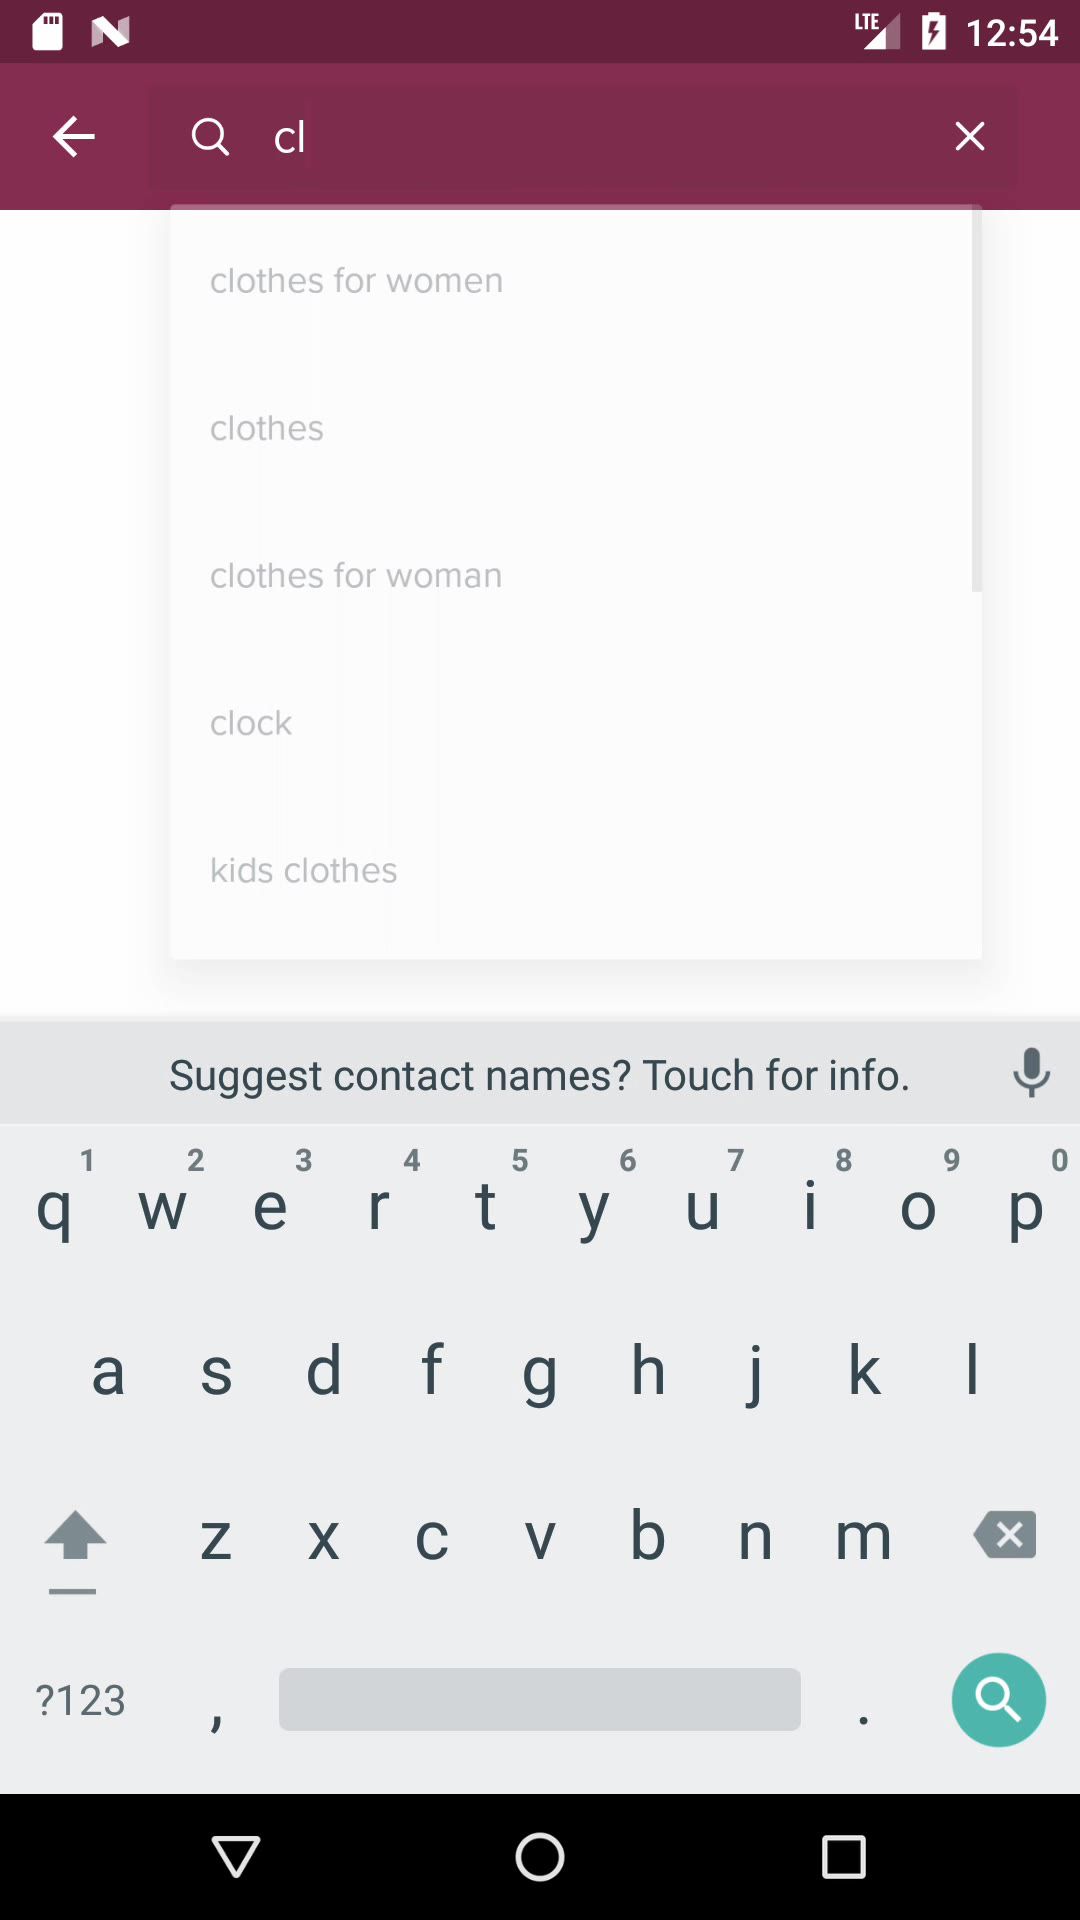 LTE 12:54
cl
clothes for women
clothes
clothes for woman
clock
kids clothes
Suggest contact names? Touch for info.
1 2 3 4 5 6 7 8 9 0
q w e r t y u i o p
a s d f g h j k l
z x c v b n m
?123 , .